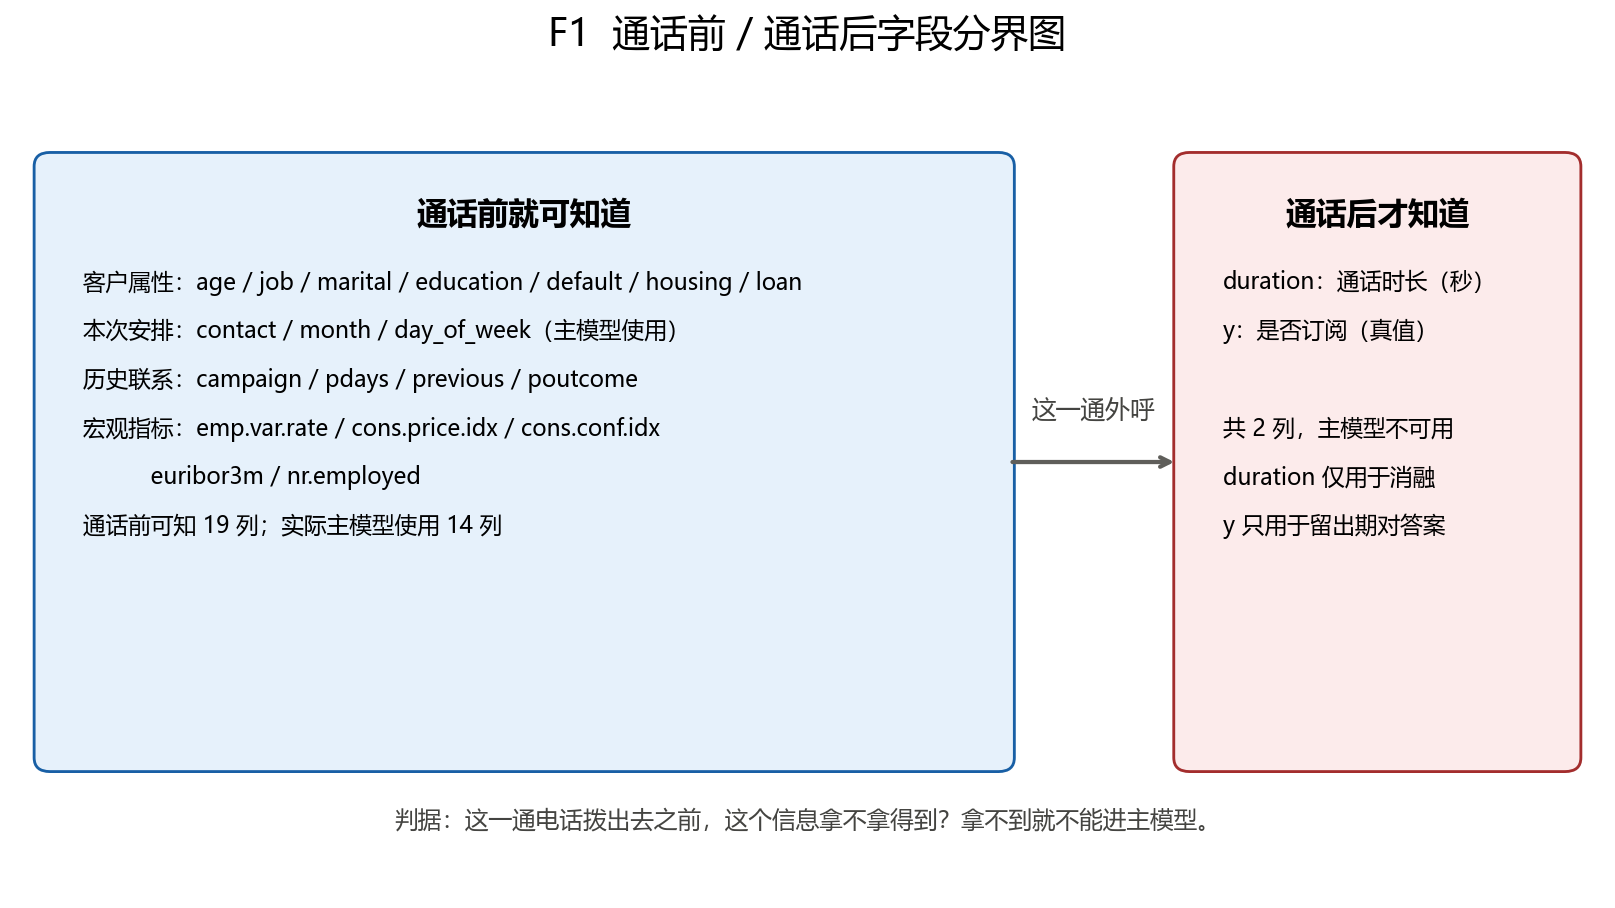 F1 通话前 / 通话后字段分界图
通话前就可知道
客户属性：age / job / marital / education / default / housing / loan
本次安排：contact / month / day_of_week（主模型使用）
历史联系：campaign / pdays / previous / poutcome
宏观指标：emp.var.rate / cons.price.idx / cons.conf.idx
euribor3m / nr.employed
通话前可知 19 列；实际主模型使用 14 列
这一通外呼
通话后才知道
duration：通话时长（秒）
y：是否订阅（真值）
共 2 列，主模型不可用
duration 仅用于消融
y 只用于留出期对答案
判据：这一通电话拨出去之前，这个信息拿不拿得到？拿不到就不能进主模型。